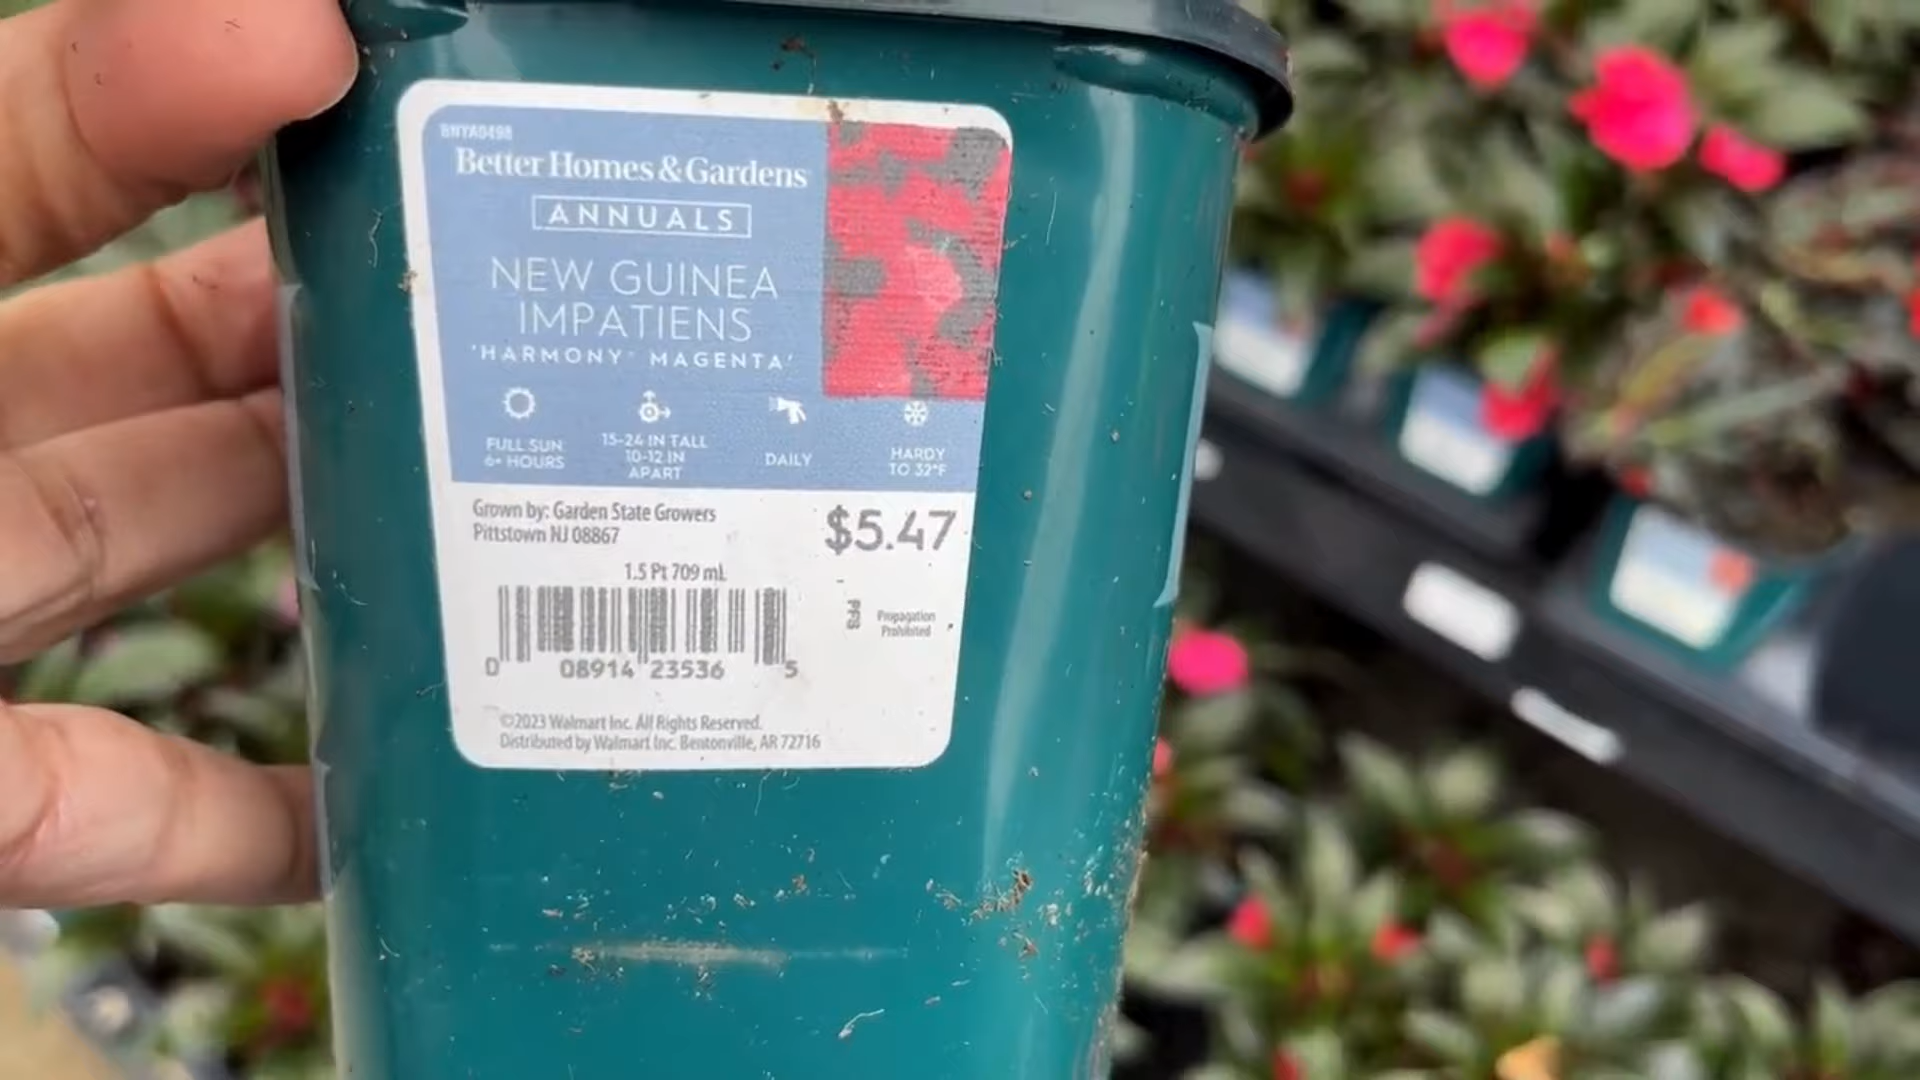 BNYA0498
Better Homes & Gardens
ANNUALS
NEW GUINEA
IMPATIENS
'HARMONY® MAGENTA'
FULL SUN
6+ HOURS
15-24 IN TALL
10-12 IN
APART
DAILY
HARDY
TO 32°F
Grown by: Garden State Growers
Pittstown NJ 08867
$5.47
1.5 Pt 709 mL
PFS
Propagation
Prohibited
0 08914 23536 5
©2023 Walmart Inc. All Rights Reserved.
Distributed by Walmart Inc. Bentonville, AR 72716